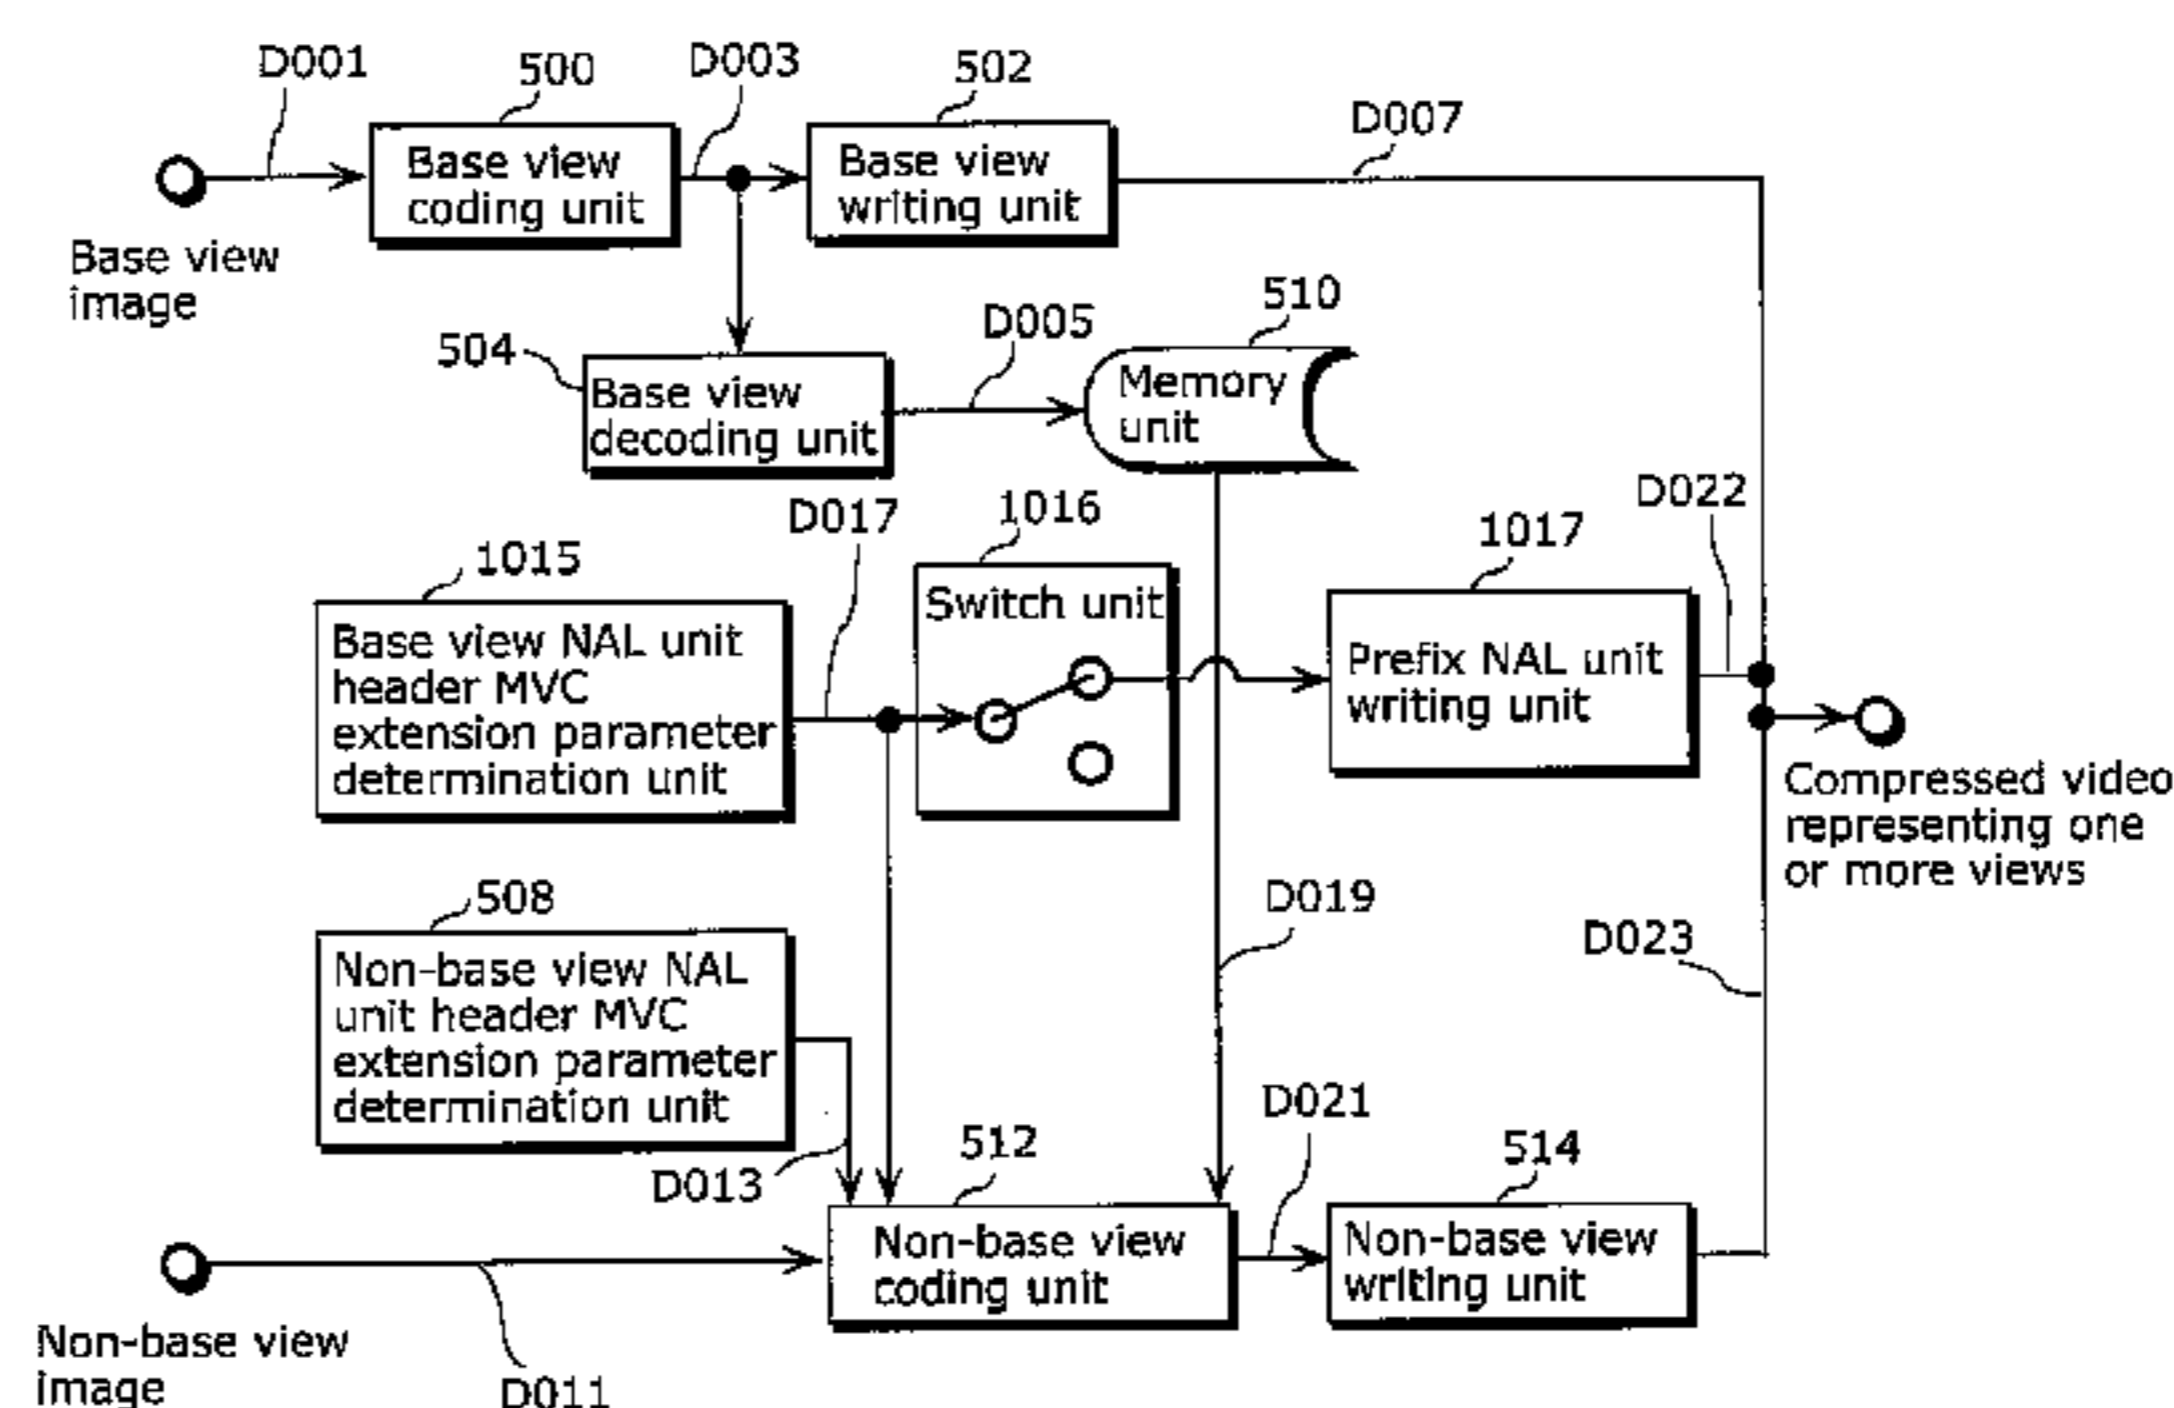 D001
500
D003
502
D007
Base view
coding unit
Base view
writing unit
Base view
image
504
D005
510
Base view
decoding unit
Memory
unit
D017
1016
D022
1015
1017
Base view NAL unit
header MVC
extension parameter
determination unit
Switch unit
Prefix NAL unit
writing unit
Compressed video
representing one
or more views
508
D019
D023
Non-base view NAL
unit header MVC
extension parameter
determination unit
D013
512
D021
514
Non-base view
coding unit
Non-base view
writing unit
Non-base view
image
D011